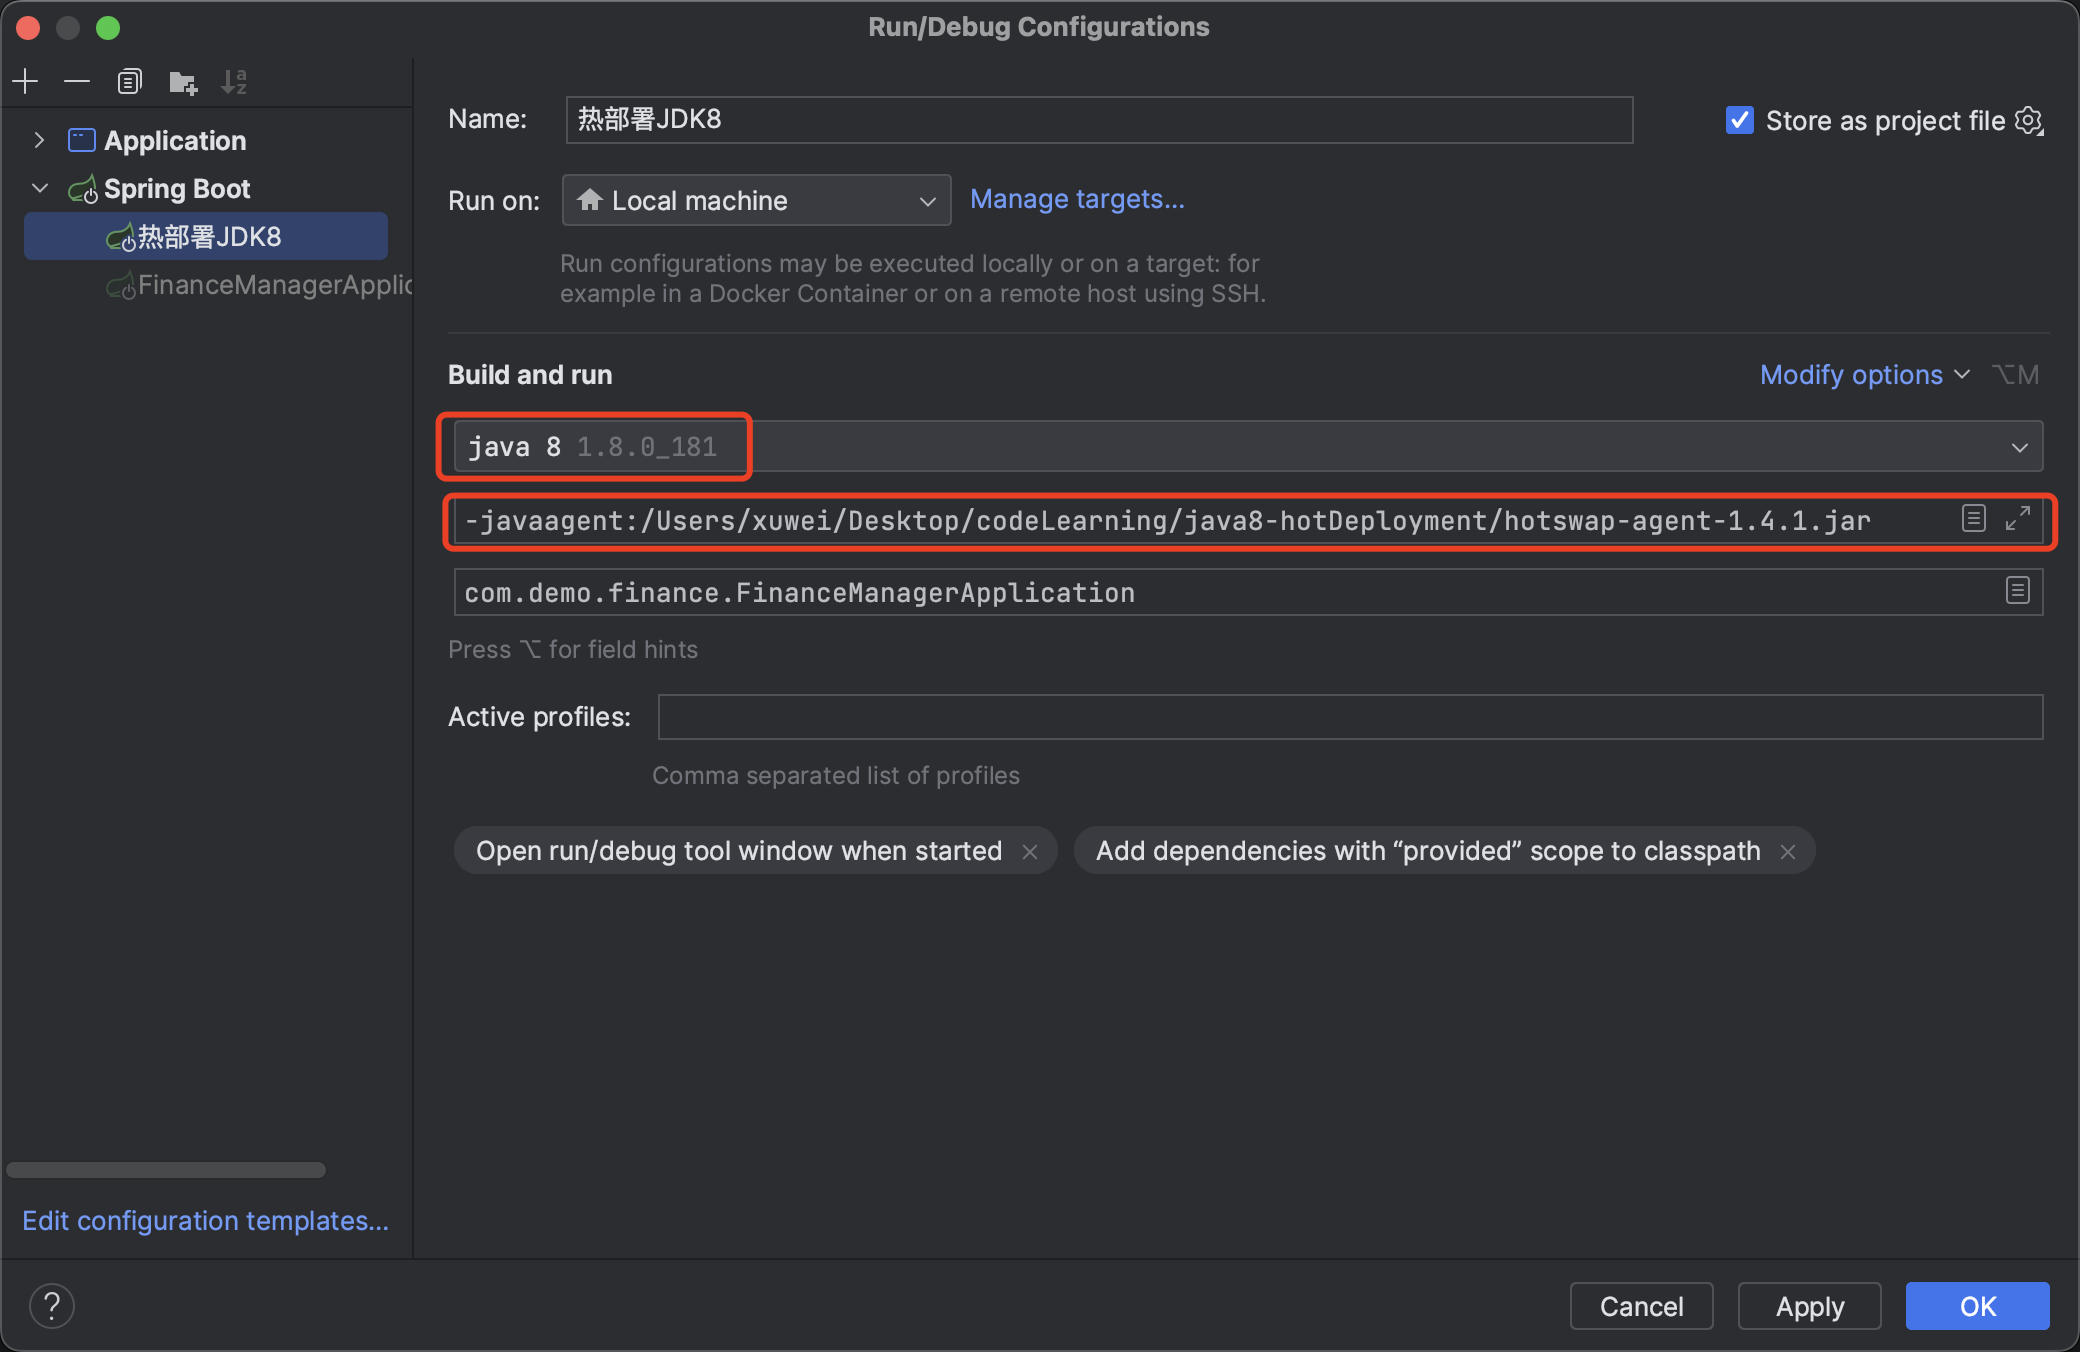 Run/Debug Configurations
Application
Spring Boot
热部署JDK8
FinanceManagerApplic
Edit configuration templates...
Name:
热部署JDK8
Store as project file
Run on:
Local machine
Manage targets...
Run configurations may be executed locally or on a target: for
example in a Docker Container or on a remote host using SSH.
Build and run
Modify options
⌥M
java 8 1.8.0_181
-javaagent:/Users/xuwei/Desktop/codeLearning/java8-hotDeployment/hotswap-agent-1.4.1.jar
com.demo.finance.FinanceManagerApplication
Press ⌥ for field hints
Active profiles:
Comma separated list of profiles
Open run/debug tool window when started ×
Add dependencies with “provided” scope to classpath ×
?
Cancel
Apply
OK